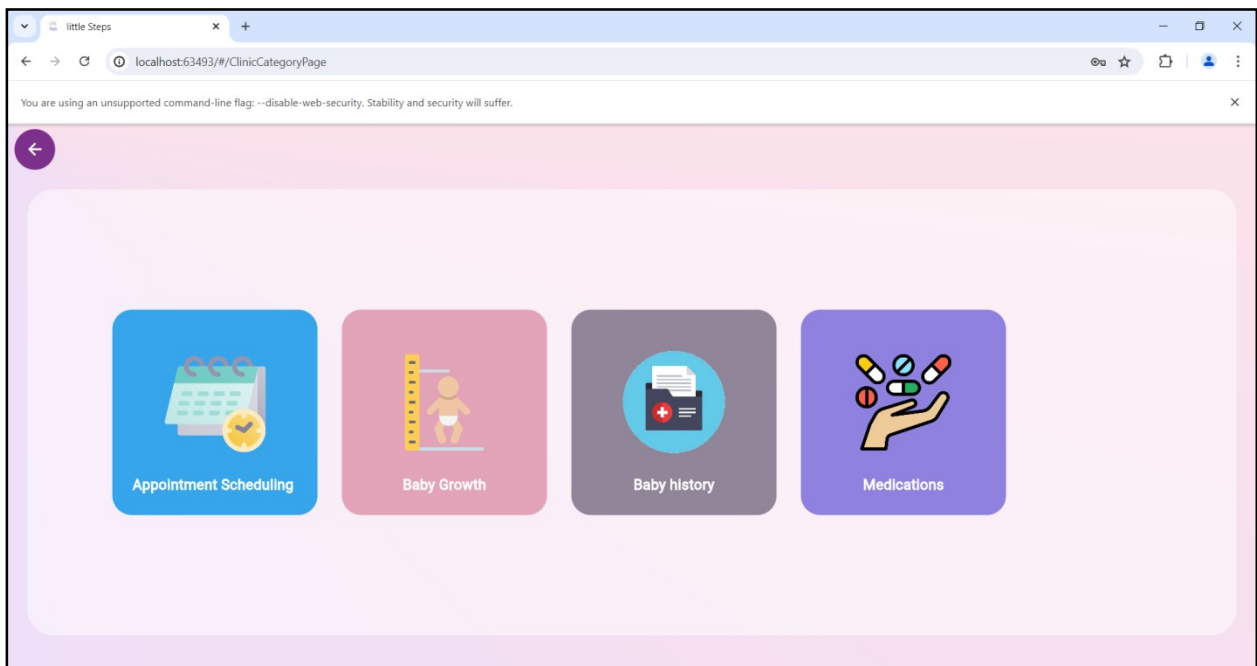 little Steps
localhost:63493/#/ClinicCategoryPage
You are using an unsupported command-line flag: --disable-web-security. Stability and security will suffer.
Appointment Scheduling
Baby Growth
Baby history
Medications